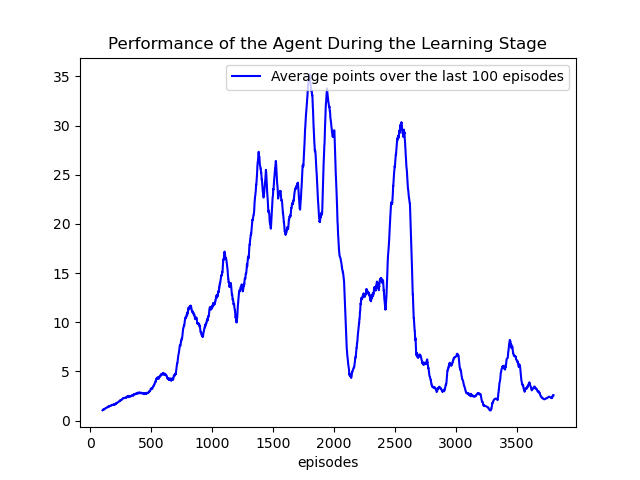 Performance of the Agent During the Learning Stage
Average points over the last 100 episodes
35
30
25
20
15
10
5
0
0 500 1000 1500 2000 2500 3000 3500
episodes